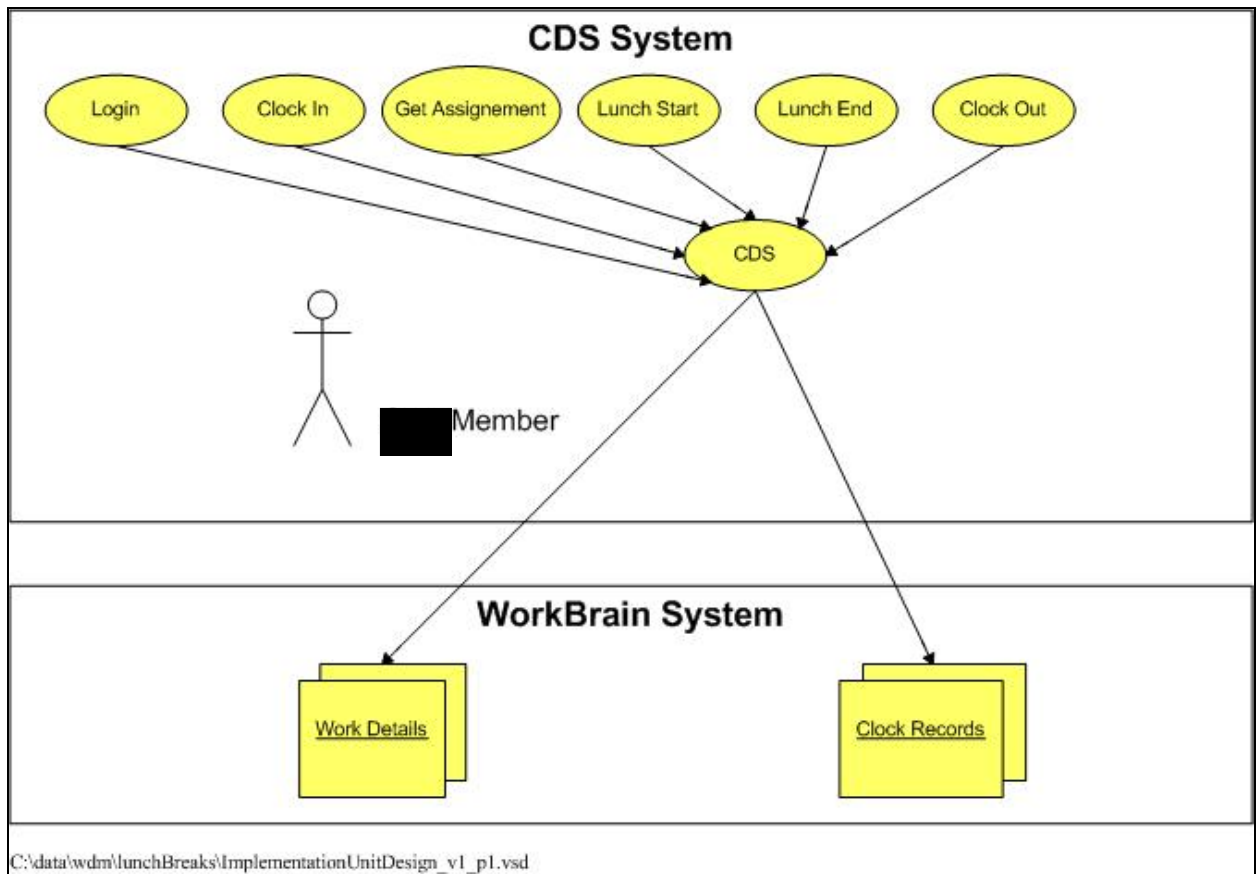 CDS System
Login
Clock In
Get Assignement
Lunch Start
Lunch End
Clock Out
CDS
Member
WorkBrain System
Work Details
Clock Records
C:\data\wdm\lunchBreaks\ImplementationUnitDesign_v1_p1.vsd